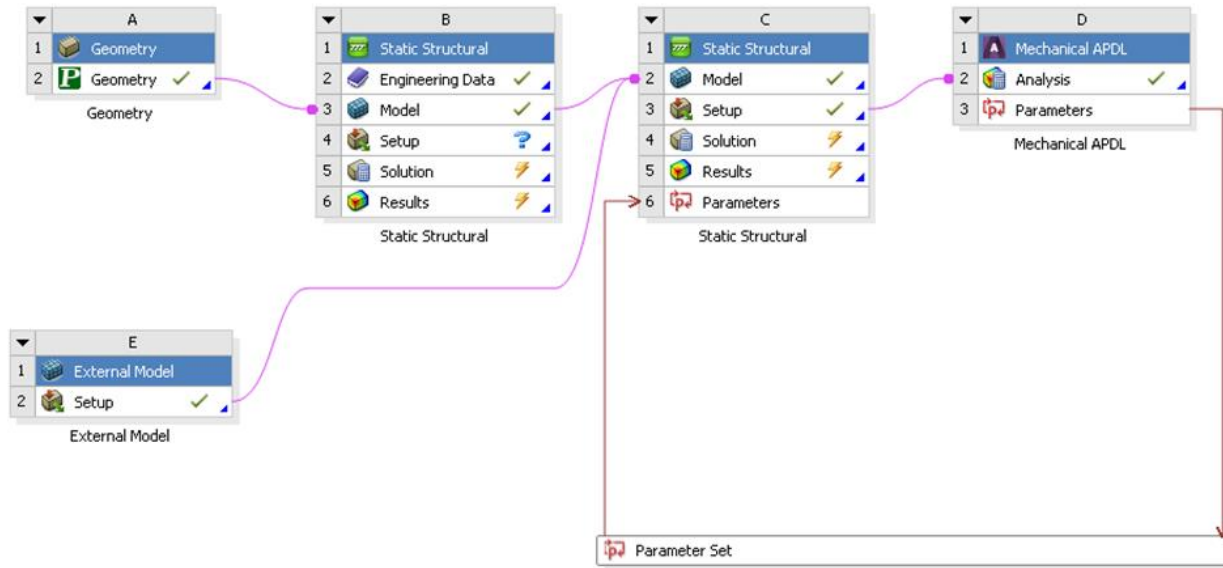 A
1 Geometry
2 Geometry
Geometry
B
1 Static Structural
2 Engineering Data
3 Model
4 Setup
5 Solution
6 Results
Static Structural
C
1 Static Structural
2 Model
3 Setup
4 Solution
5 Results
6 Parameters
Static Structural
D
1 Mechanical APDL
2 Analysis
3 Parameters
Mechanical APDL
E
1 External Model
2 Setup
External Model
Parameter Set